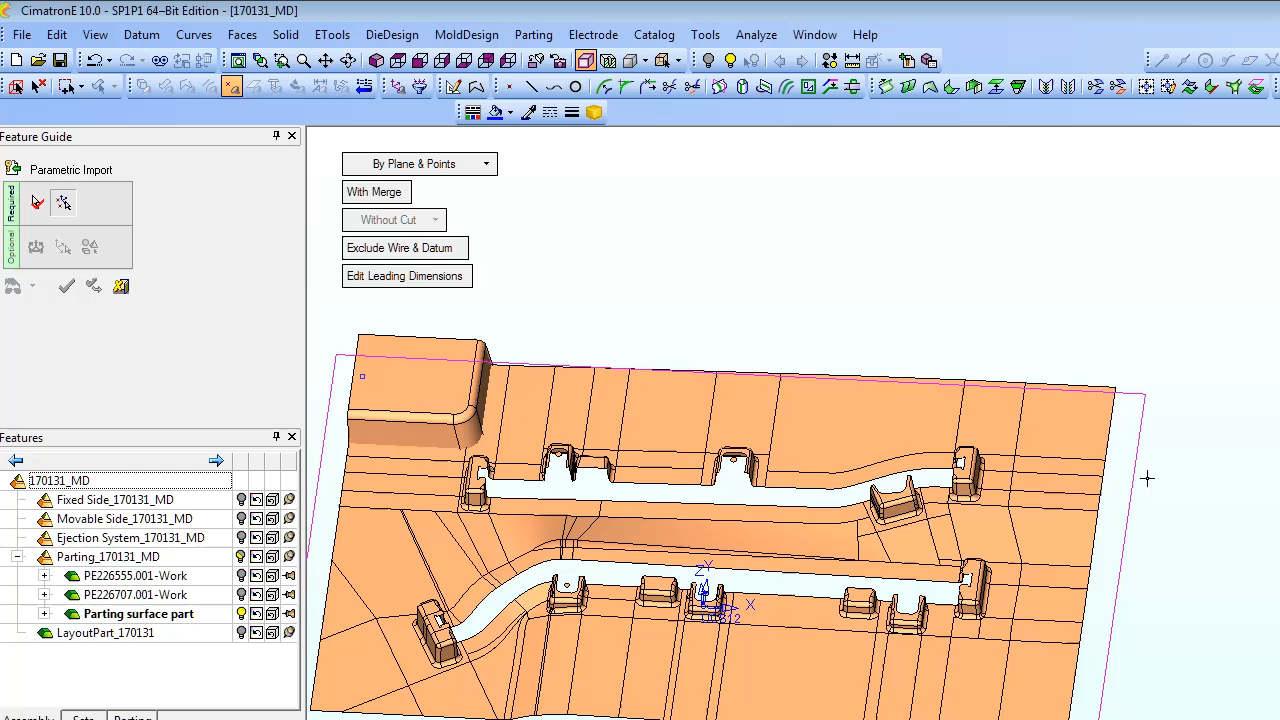 CimatronE 10.0 - SP1P1 64–Bit Edition - [170131_MD]
File Edit View Datum Curves Faces Solid ETools DieDesign MoldDesign Parting Electrode Catalog Tools Analyze Window Help
Feature Guide
Parametric Import
Required
Optional
By Plane & Points
With Merge
Without Cut
Exclude Wire & Datum
Edit Leading Dimensions
Features
170131_MD
Fixed Side_170131_MD
Movable Side_170131_MD
Ejection System_170131_MD
Parting_170131_MD
PE226555.001-Work
PE226707.001-Work
Parting surface part
LayoutPart_170131
Z Y
X
Assembly Sets Parting